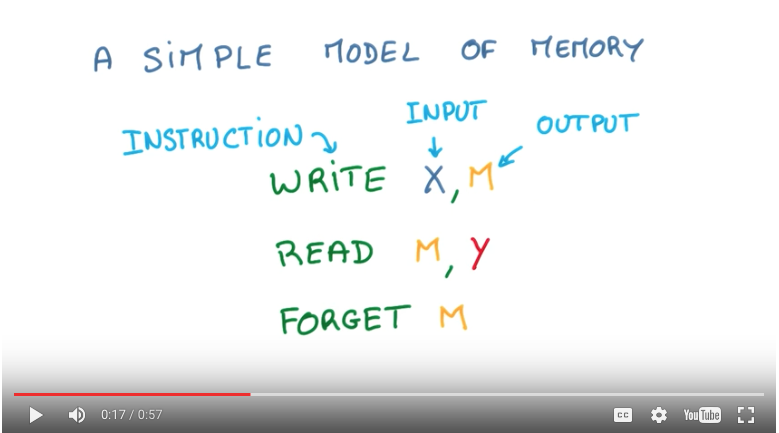 A SIMPLE MODEL OF MEMORY
INPUT
INSTRUCTION
OUTPUT
WRITE X, M
READ M, Y
FORGET M
0:17 / 0:57
CC
YouTube